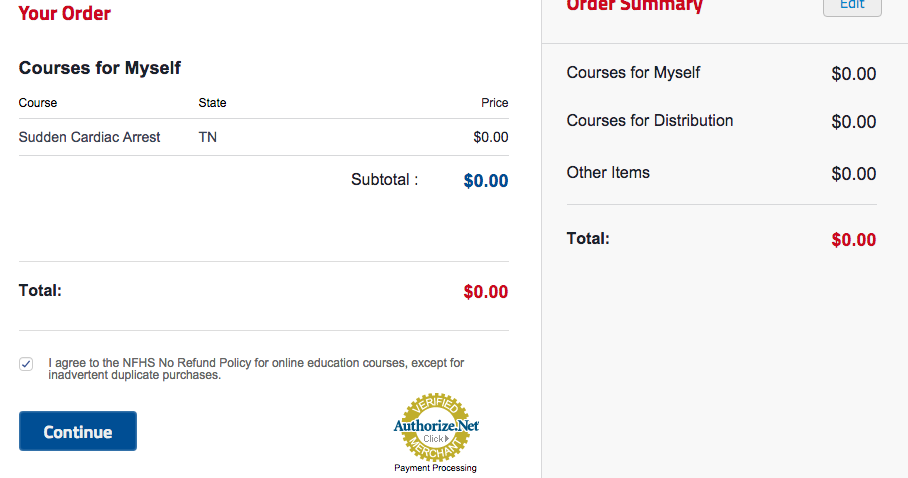 Your Order
Courses for Myself
Course State Price
Sudden Cardiac Arrest TN $0.00
Subtotal : $0.00
Total: $0.00
I agree to the NFHS No Refund Policy for online education courses, except for
inadvertent duplicate purchases.
Continue
VERIFIED
Authorize.Net
Click
MERCHANT
Payment Processing
Order Summary
Edit
Courses for Myself $0.00
Courses for Distribution $0.00
Other Items $0.00
Total: $0.00